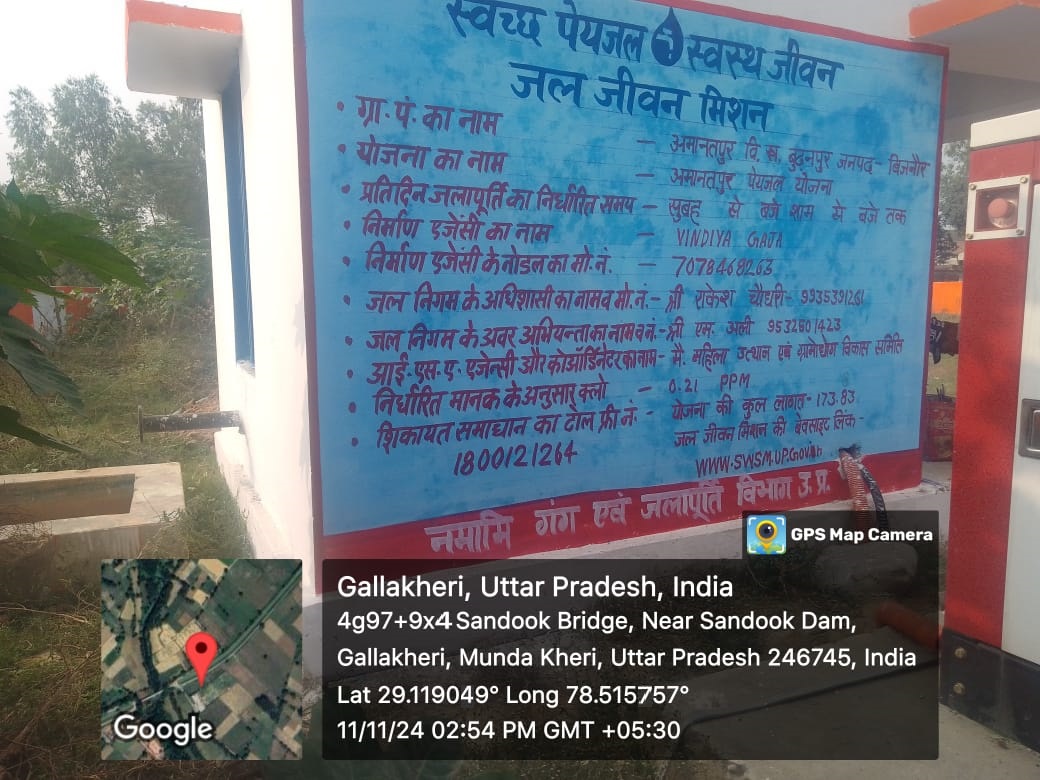 स्वच्छ पेयजल स्वस्थ जीवन
जल जीवन मिशन
• ग्रा.पं. का नाम — अमानतपुर वि.ख. बुढ़नपुर जनपद- बिजनौर
• योजना का नाम — अमानतपुर पेयजल योजना
• प्रतिदिन जलापूर्ति का निर्धारित समय — सुबह से बजे शाम से बजे तक
• निर्माण एजेंसी का नाम — VINDIYA GAJA
• निर्माण एजेंसी के नोडल का मो.नं. — 7078468263
• जल निगम के अधिशासी का नाम व मो.नं.- श्री राकेश चौधरी- 9935391261
• जल निगम के अवर अभियन्ता का नाम व नं.- श्री एम. अली 9532801423
• आई.एस.ए. एजेन्सी और कोऑर्डिनेटर का नाम- मै. महिला उत्थान एवं ग्रामोद्योग विकास समिति
• निर्धारित मानक के अनुसार क्लो — 0.21 PPM
• शिकायत समाधान का टोल फ्री नं.- योजना की कुल लागत- 173.83
1800121264 जल जीवन मिशन की वेवसाइट लिंक-
WWW.SWSM.UP.Gov.in
नमामि गंग एवं जलापूर्ति विभाग उ.प्र.
GPS Map Camera
Gallakheri, Uttar Pradesh, India
4g97+9x4 Sandook Bridge, Near Sandook Dam,
Gallakheri, Munda Kheri, Uttar Pradesh 246745, India
Lat 29.119049° Long 78.515757°
11/11/24 02:54 PM GMT +05:30
Google